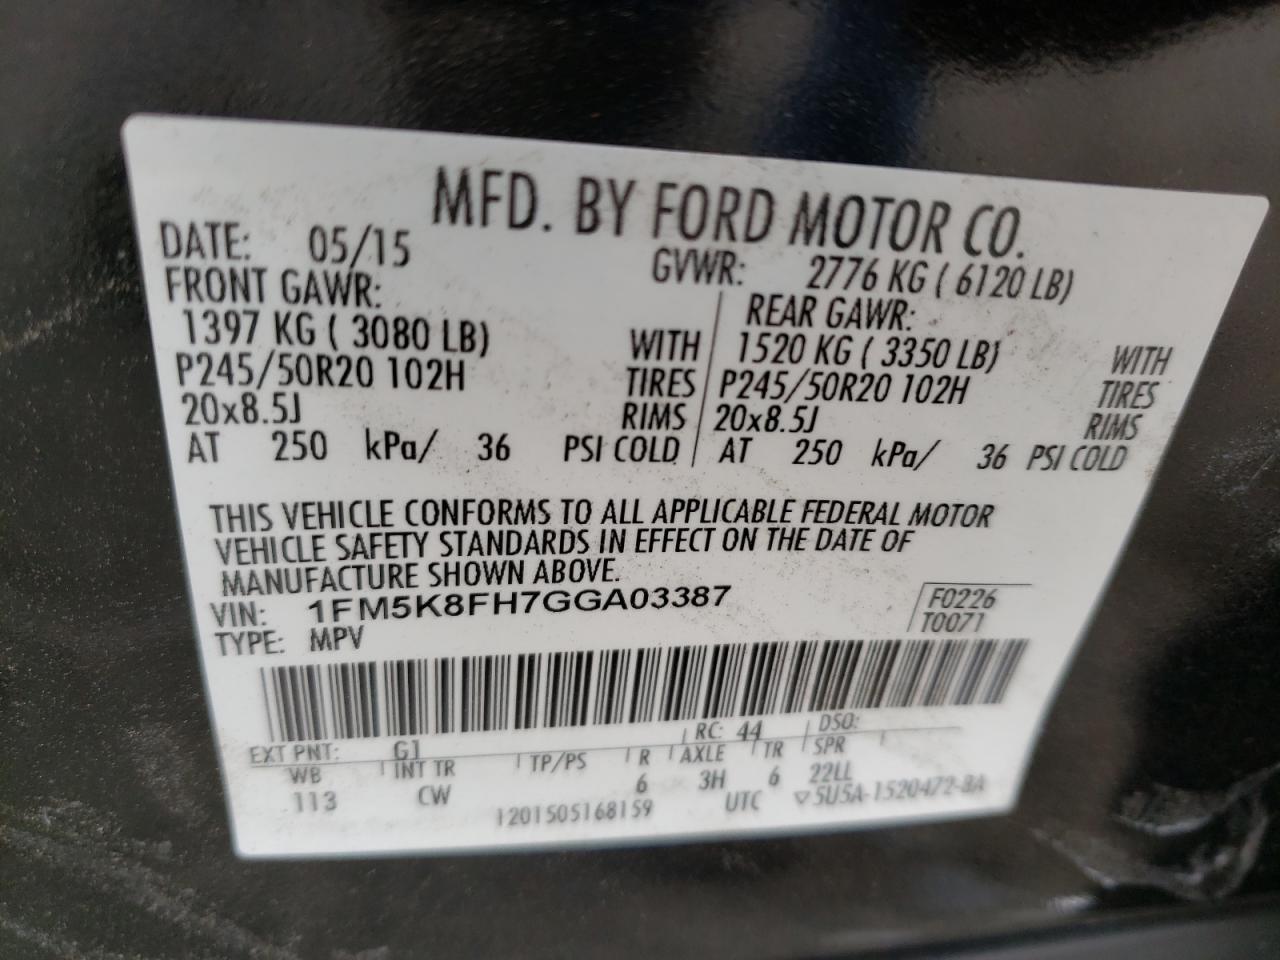 MFD. BY FORD MOTOR CO.
DATE: 05/15 GVWR: 2776 KG ( 6120 LB)
FRONT GAWR: REAR GAWR:
1397 KG ( 3080 LB) WITH 1520 KG ( 3350 LB) WITH
P245/50R20 102H TIRES P245/50R20 102H TIRES
20x8.5J RIMS 20x8.5J RIMS
AT 250 kPa/ 36 PSI COLD AT 250 kPa/ 36 PSI COLD
THIS VEHICLE CONFORMS TO ALL APPLICABLE FEDERAL MOTOR
VEHICLE SAFETY STANDARDS IN EFFECT ON THE DATE OF
MANUFACTURE SHOWN ABOVE.
VIN: 1FM5K8FH7GGA03387 F0226
TYPE: MPV T0071
EXT PNT: G1 RC: 44 DSO:
WB INT TR TP/PS R AXLE TR SPR
113 CW 6 3H 6 22LL
1201505168159 UTC ▽5U5A-1520472-BA